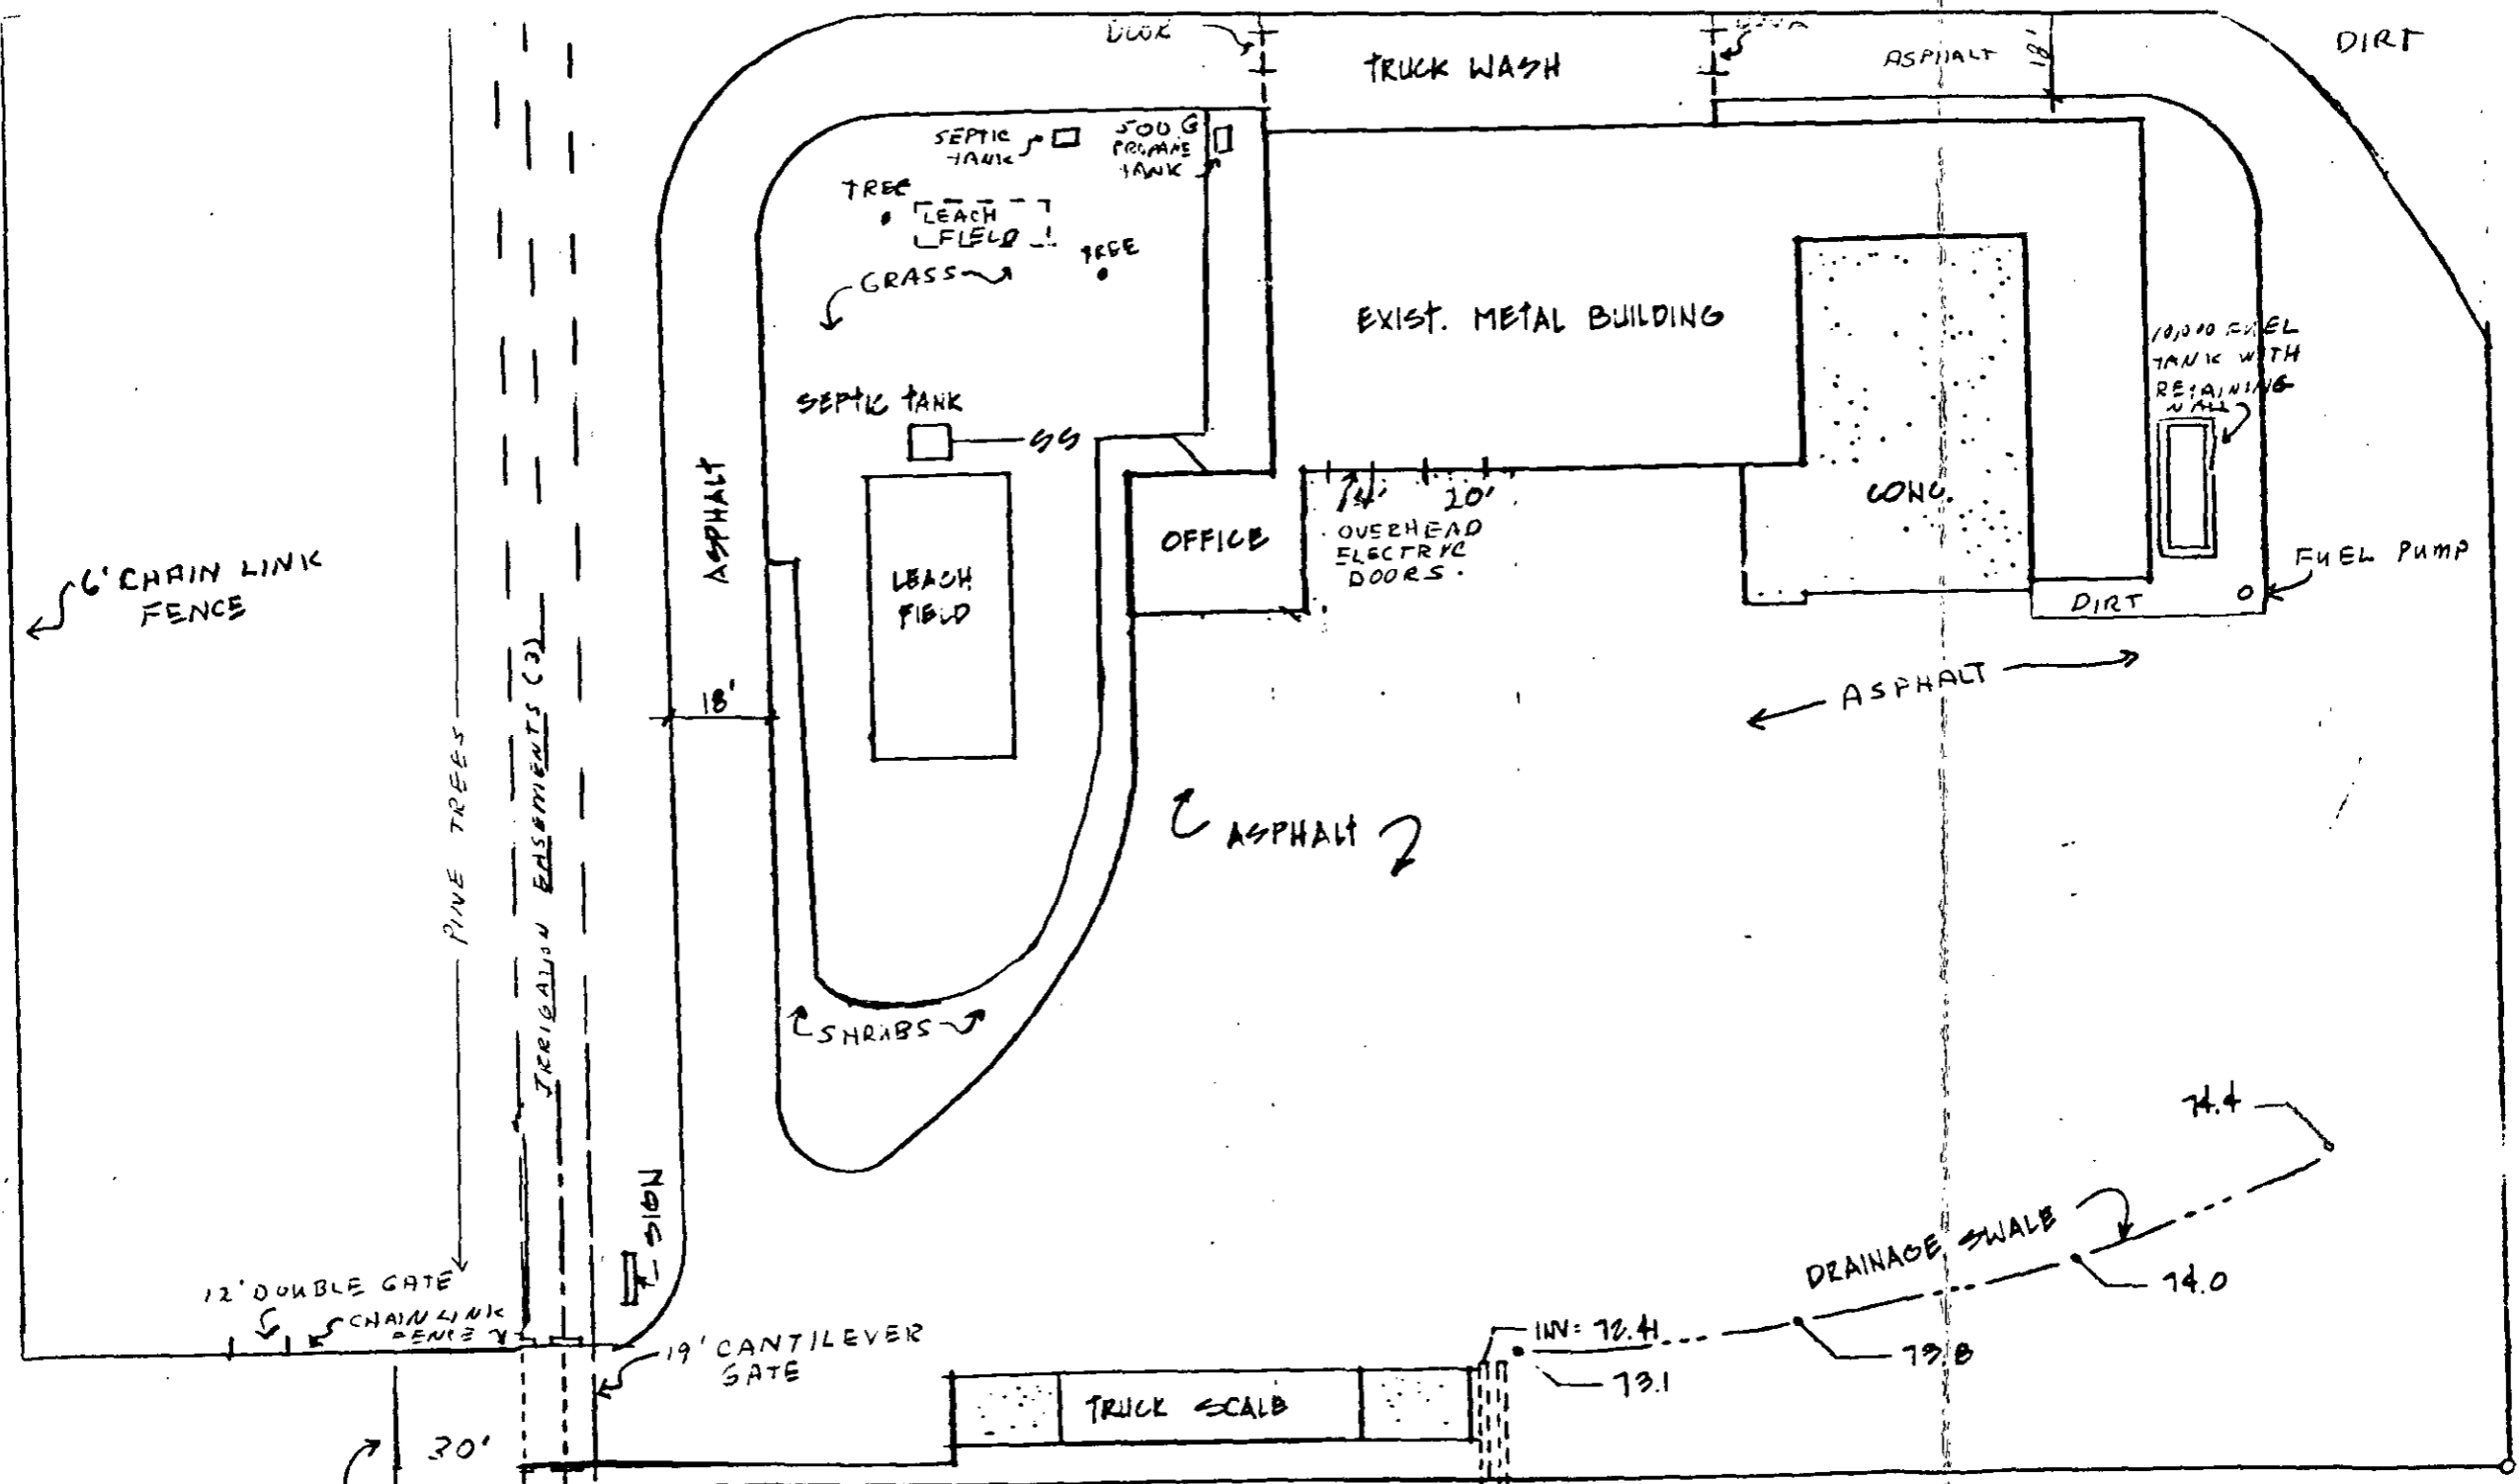 DOOR
TRUCK WASH
DOOR
ASPHALT
18'
DIRT
SEPTIC
TANK
500 G
PROPANE
TANK
TREE
LEACH
FIELD
TREE
GRASS
EXIST. METAL BUILDING
10,000 FUEL
TANK WITH
RETAINING
WALL
SEPTIC TANK
SS
ASPHALT
CONC.
14' 20'
OVERHEAD
ELECTRIC
DOORS.
OFFICE
LEACH
FIELD
6' CHAIN LINK
FENCE
FUEL PUMP
DIRT
ASPHALT
18'
PINE TREES
IRRIGATION EASEMENTS (3)
ASPHALT
SHRABS
74.4
SIGN
DRAINAGE SWALE
74.0
12' DOUBLE GATE
CHAIN LINK
FENCE
19' CANTILEVER
GATE
INV = 72.41
73.8
73.1
TRUCK SCALE
30'